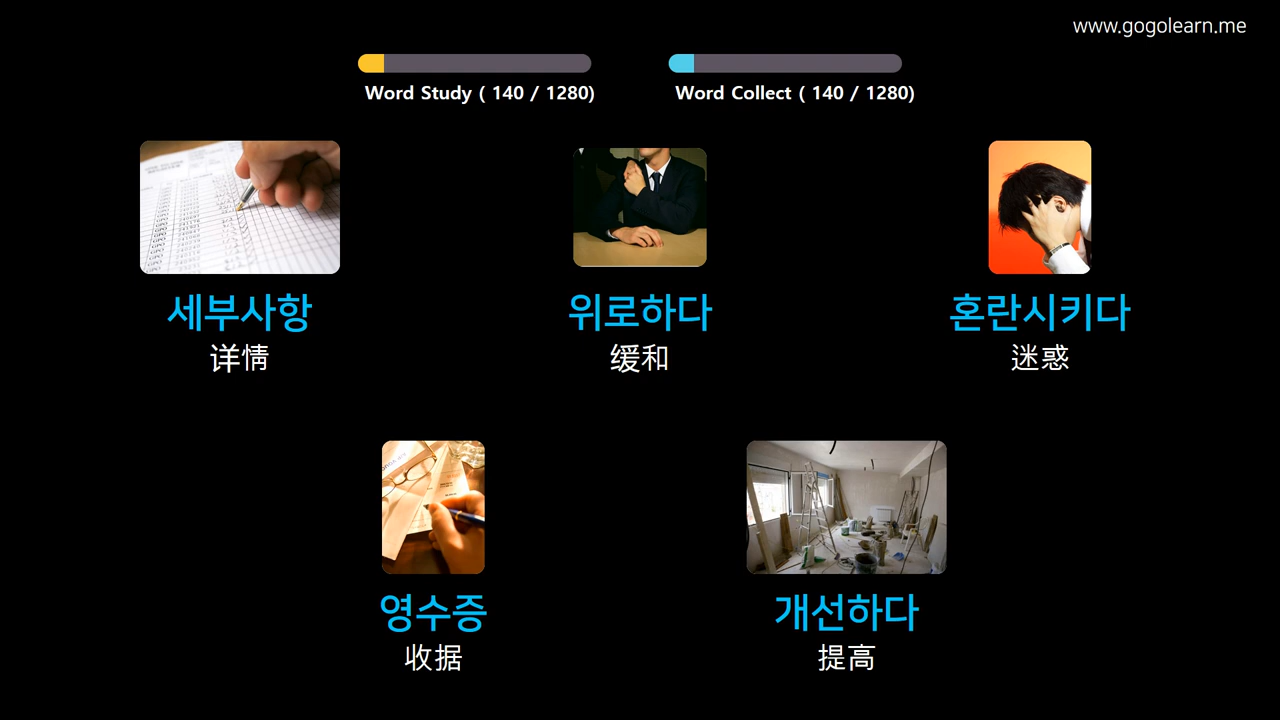 www.gogolearn.me
Word Study ( 140 / 1280)
Word Collect ( 140 / 1280)
세부사항
详情
위로하다
缓和
혼란시키다
迷惑
영수증
收据
개선하다
提高